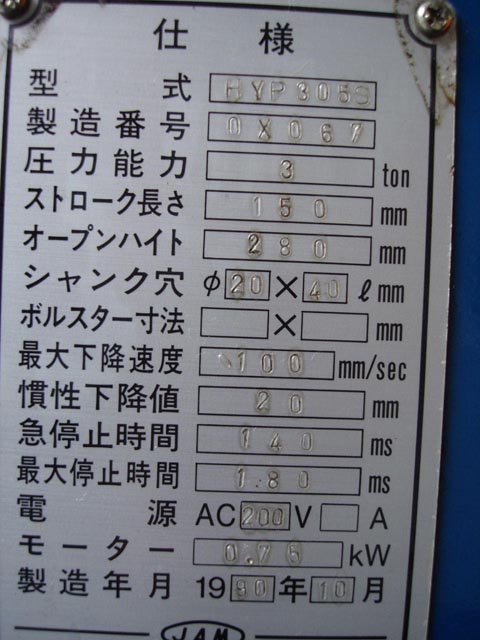 仕 様
型 式 HYP305S
製造番号 0X067
圧力能力 3 ton
ストローク長さ 150 mm
オープンハイト 280 mm
シャンク穴 φ20×40 ℓmm
ボルスター寸法 × mm
最大下降速度 100 mm/sec
慣性下降値 20 mm
急停止時間 140 ms
最大停止時間 180 ms
電 源 AC200V A
モーター 0.75 kW
製造年月 1990年10月
JAM